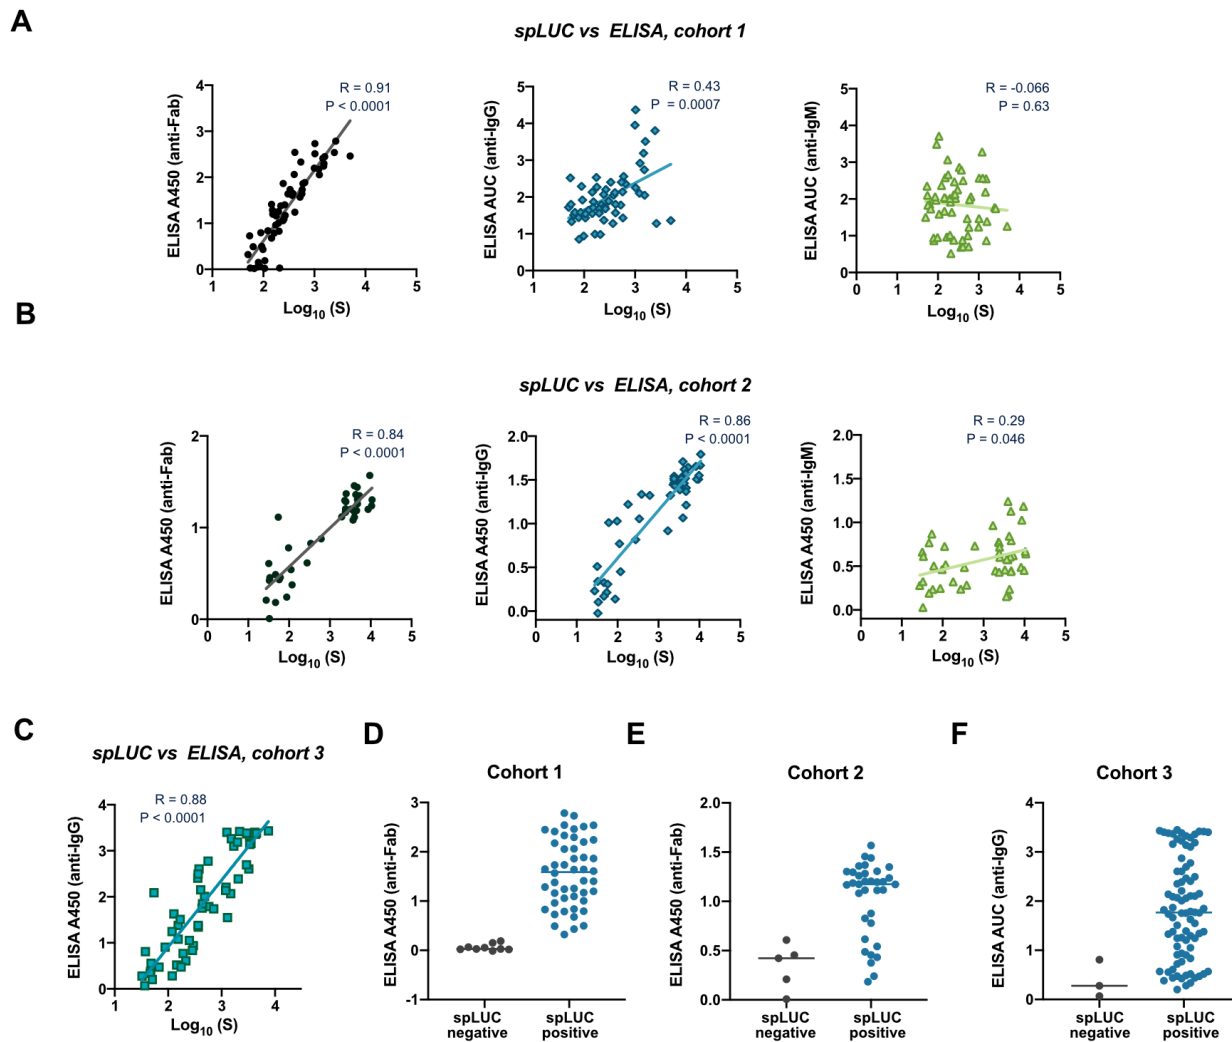 A
spLUC vs ELISA, cohort 1
ELISA A450 (anti-Fab)
4
3
2
1
0
R = 0.91
P < 0.0001
1
2
3
4
5
Log10 (S)
ELISA AUC (anti-IgG)
5
4
3
2
1
0
R = 0.43
P = 0.0007
1
2
3
4
5
Log10 (S)
ELISA AUC (anti-IgM)
5
4
3
2
1
0
R = -0.066
P = 0.63
0
1
2
3
4
5
Log10 (S)
B
spLUC vs ELISA, cohort 2
ELISA A450 (anti-Fab)
2
1
0
R = 0.84
P < 0.0001
0
1
2
3
4
5
Log10 (S)
ELISA A450 (anti-IgG)
2.0
1.5
1.0
0.5
0.0
R = 0.86
P < 0.0001
0
1
2
3
4
5
Log10 (S)
ELISA A450 (anti-IgM)
2.0
1.5
1.0
0.5
0.0
R = 0.29
P = 0.046
0
1
2
3
4
5
Log10 (S)
C
spLUC vs ELISA, cohort 3
ELISA A450 (anti-IgG)
4
3
2
1
0
R = 0.88
P < 0.0001
1
2
3
4
Log10 (S)
D
Cohort 1
ELISA A450 (anti-Fab)
3
2
1
0
-1
spLUC
negative
spLUC
positive
E
Cohort 2
ELISA A450 (anti-Fab)
2.0
1.5
1.0
0.5
0.0
spLUC
negative
spLUC
positive
F
Cohort 3
ELISA AUC (anti-IgG)
4
3
2
1
0
spLUC
negative
spLUC
positive